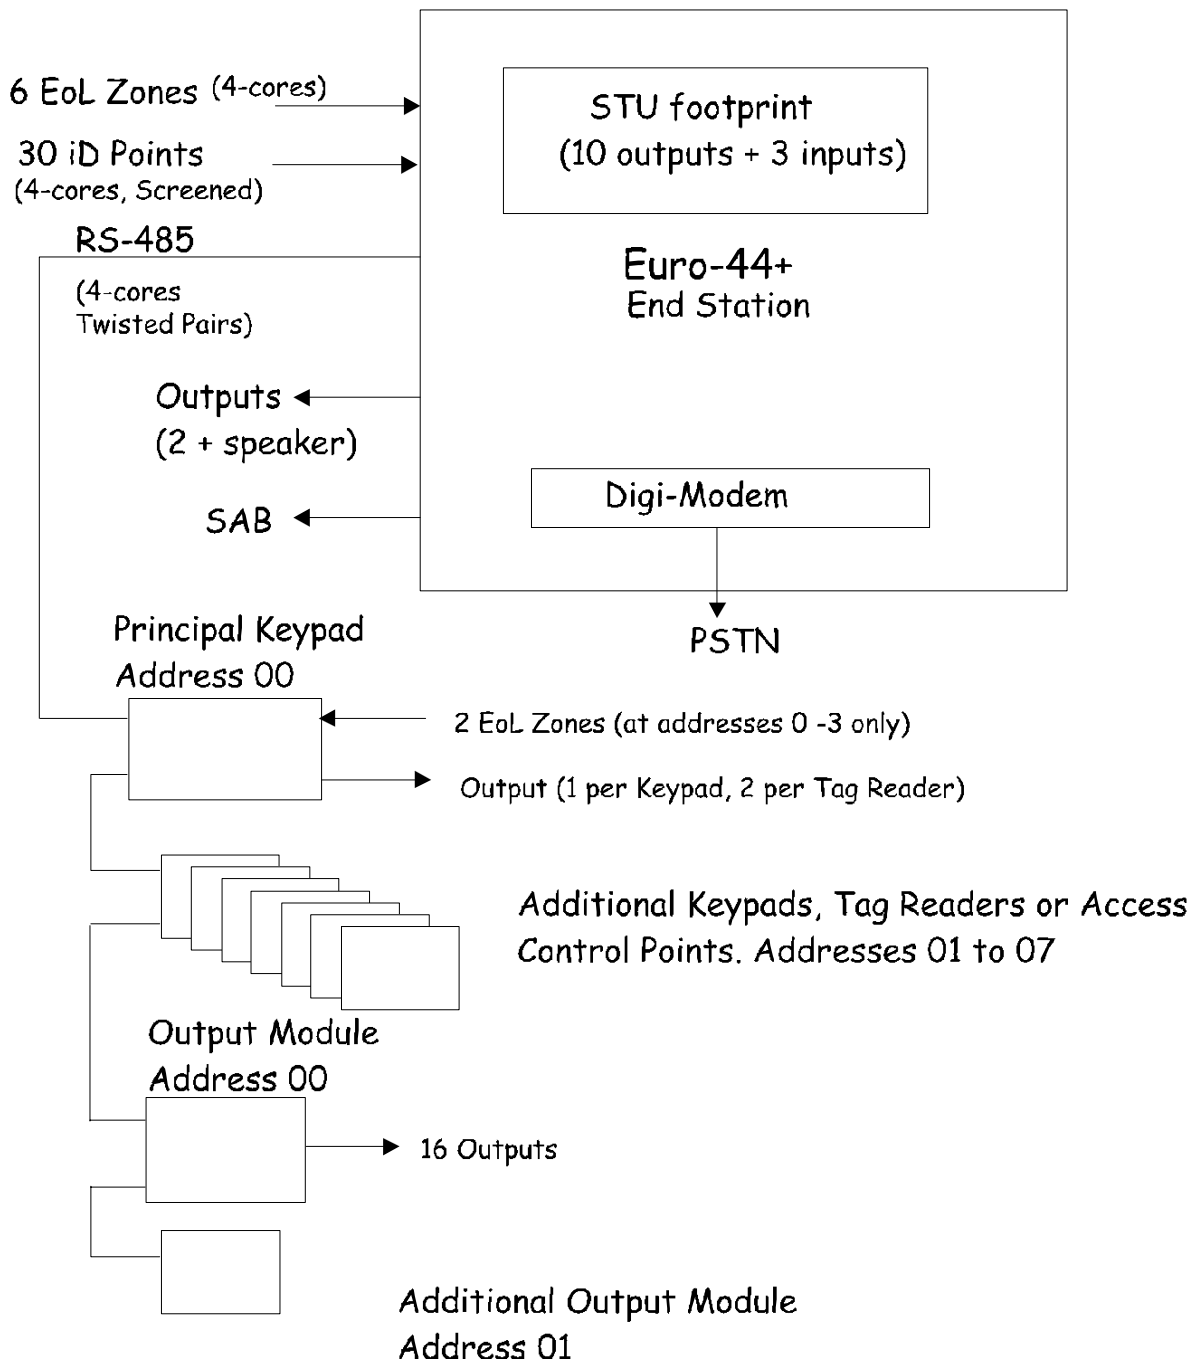 6 EoL Zones (4-cores)
STU footprint
(10 outputs + 3 inputs)
30 iD Points
(4-cores, Screened)
RS-485
(4-cores
Twisted Pairs)
Euro-44+
End Station
Outputs
(2 + speaker)
SAB
Digi-Modem
PSTN
Principal Keypad
Address 00
2 EoL Zones (at addresses 0 -3 only)
Output (1 per Keypad, 2 per Tag Reader)
Additional Keypads, Tag Readers or Access
Control Points. Addresses 01 to 07
Output Module
Address 00
16 Outputs
Additional Output Module
Address 01